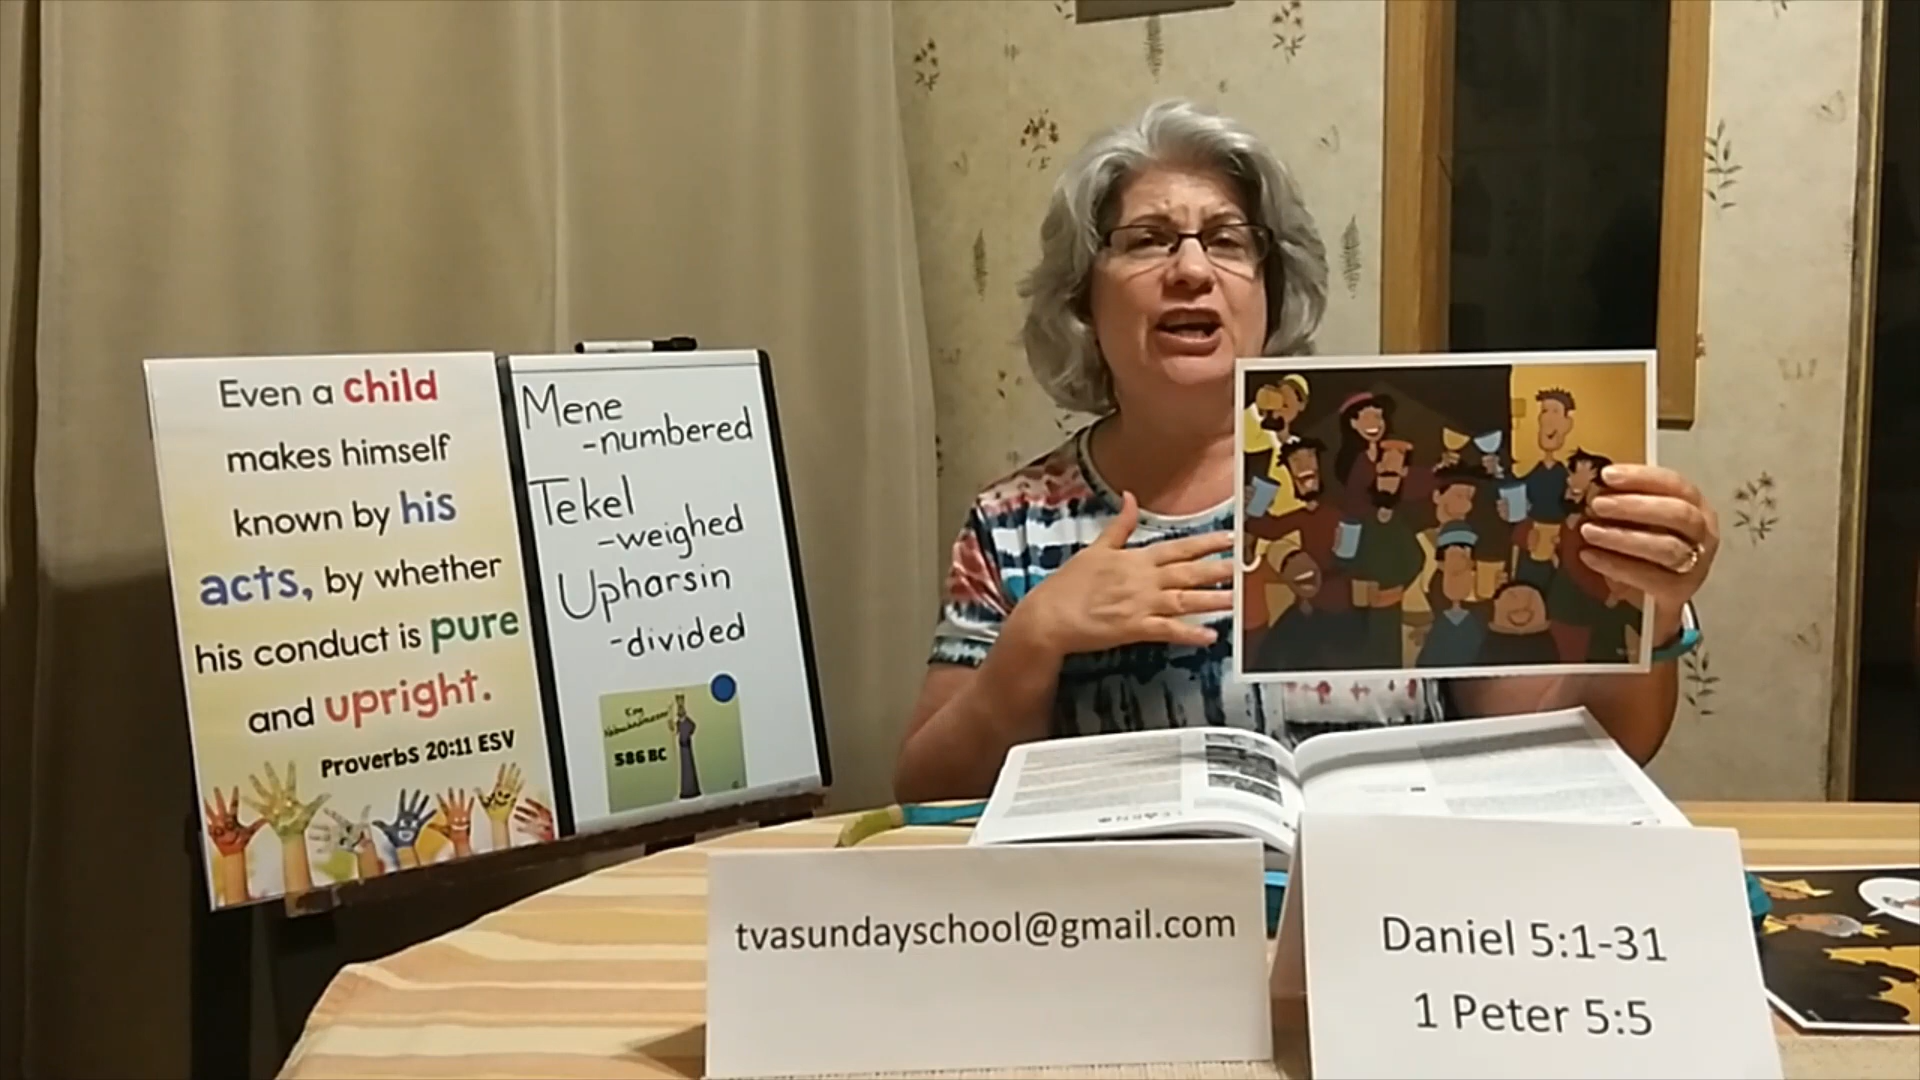 Even a child
makes himself
known by his
acts, by whether
his conduct is pure
and upright.
Proverbs 20:11 ESV
Mene
-numbered
Tekel
-weighed
Upharsin
-divided
King
Nebuchadnezzar
586 BC
tvasundayschool@gmail.com
Daniel 5:1-31
1 Peter 5:5